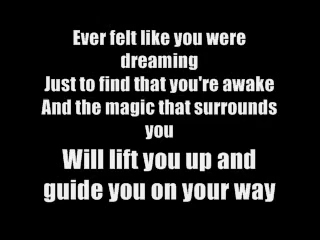 Ever felt like you were
dreaming
Just to find that you're awake
And the magic that surrounds
you
Will lift you up and
guide you on your way